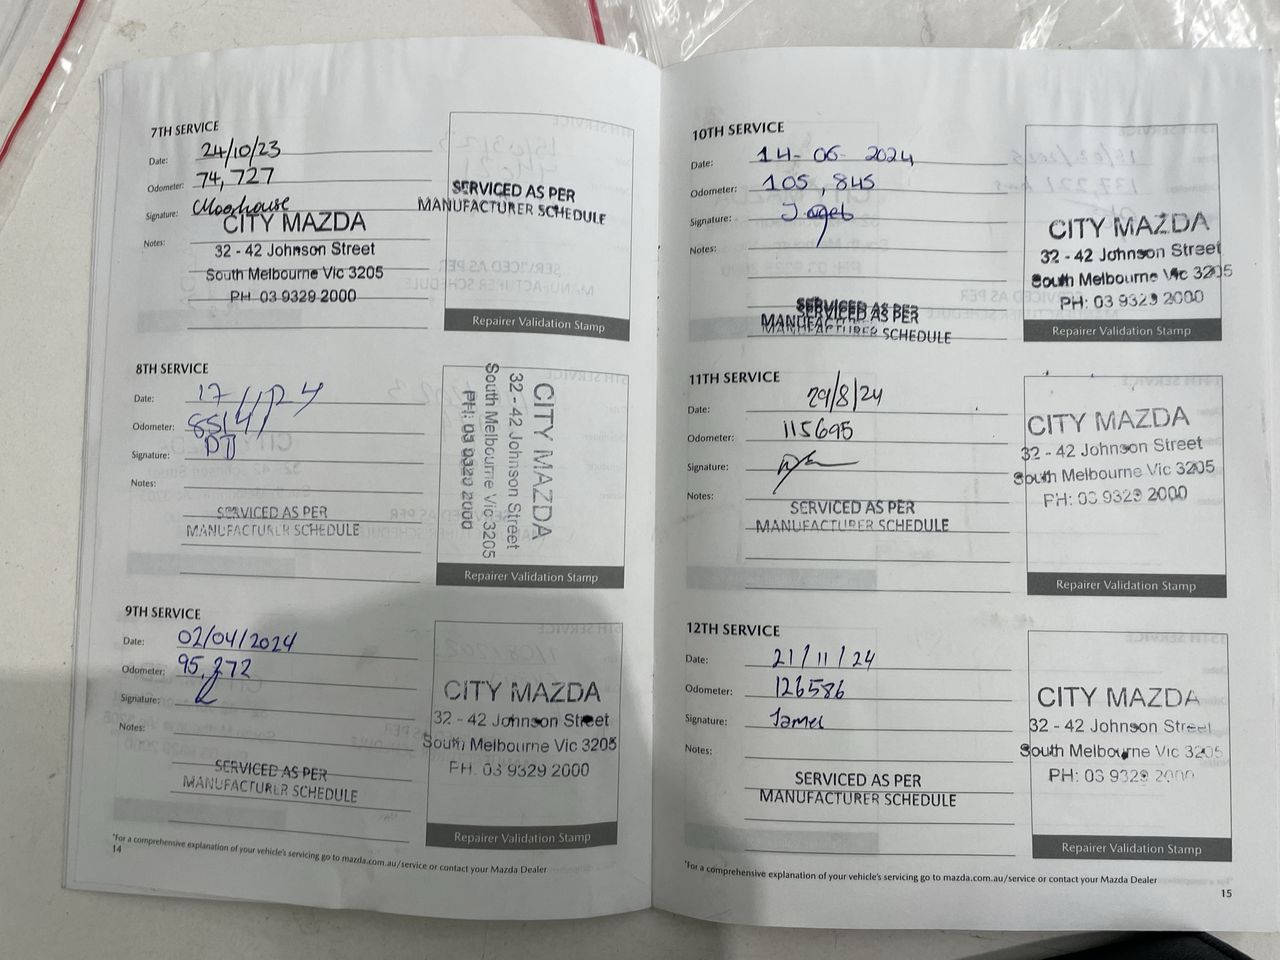 7TH SERVICE
Date: 24/10/23
Odometer: 74,727
Signature: CMoorhouse
Notes:
CITY MAZDA
32 - 42 Johnson Street
South Melbourne Vic 3205
PH 03 9329 2000
SERVICED AS PER
MANUFACTURER SCHEDULE
Repairer Validation Stamp
8TH SERVICE
Date: 17/1/24
Odometer:
Signature:
Notes:
SERVICED AS PER
MANUFACTURER SCHEDULE
CITY MAZDA
32 - 42 Johnson Street
South Melbourne Vic 3205
PH: 03 9329 2000
Repairer Validation Stamp
9TH SERVICE
Date: 02/04/2024
Odometer: 95,272
Signature:
Notes:
SERVICED AS PER
MANUFACTURER SCHEDULE
CITY MAZDA
32 - 42 Johnson Street
South Melbourne Vic 3205
PH. 03 9329 2000
Repairer Validation Stamp
*For a comprehensive explanation of your vehicle's servicing go to mazda.com.au/service or contact your Mazda Dealer
14
10TH SERVICE
Date: 14-06-2024
Odometer: 105,845
Signature:
Notes:
SERVICED AS PER
MANUFACTURER SCHEDULE
CITY MAZDA
32 - 42 Johnson Street
South Melbourne Vic 3205
PH: 03 9329 2000
Repairer Validation Stamp
11TH SERVICE
Date: 29/8/24
Odometer: 115695
Signature:
Notes:
SERVICED AS PER
MANUFACTURER SCHEDULE
CITY MAZDA
32 - 42 Johnson Street
South Melbourne Vic 3205
PH: 03 9329 2000
Repairer Validation Stamp
12TH SERVICE
Date: 21/11/24
Odometer: 126586
Signature: Jamel
Notes:
SERVICED AS PER
MANUFACTURER SCHEDULE
CITY MAZDA
32 - 42 Johnson Street
South Melbourne Vic 3205
PH: 03 9329 2000
Repairer Validation Stamp
*For a comprehensive explanation of your vehicle's servicing go to mazda.com.au/service or contact your Mazda Dealer
15